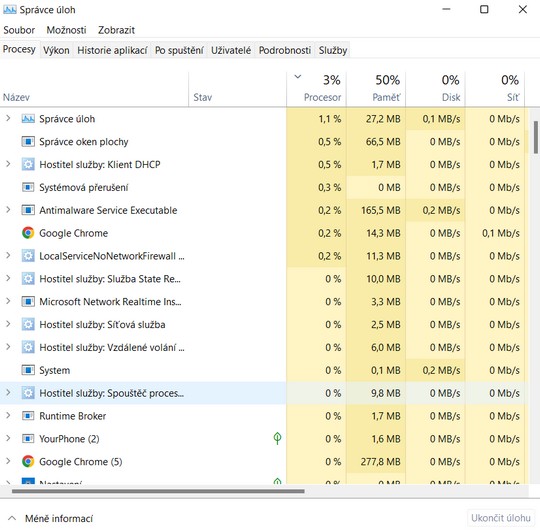 Správce úloh
Soubor Možnosti Zobrazit
Procesy Výkon Historie aplikací Po spuštění Uživatelé Podrobnosti Služby
3% 50% 0% 0%
Název Stav Procesor Paměť Disk Síť
Správce úloh 1,1 % 27,2 MB 0,1 MB/s 0 Mb/s
Správce oken plochy 0,5 % 66,5 MB 0 MB/s 0 Mb/s
Hostitel služby: Klient DHCP 0,5 % 1,7 MB 0 MB/s 0 Mb/s
Systémová přerušení 0,3 % 0 MB 0 MB/s 0 Mb/s
Antimalware Service Executable 0,2 % 165,5 MB 0,2 MB/s 0 Mb/s
Google Chrome 0,2 % 14,3 MB 0 MB/s 0,1 Mb/s
LocalServiceNoNetworkFirewall ... 0,2 % 11,3 MB 0 MB/s 0 Mb/s
Hostitel služby: Služba State Re... 0 % 10,0 MB 0 MB/s 0 Mb/s
Microsoft Network Realtime Ins... 0 % 3,3 MB 0 MB/s 0 Mb/s
Hostitel služby: Síťová služba 0 % 2,5 MB 0 MB/s 0 Mb/s
Hostitel služby: Vzdálené volání ... 0 % 6,0 MB 0 MB/s 0 Mb/s
System 0 % 0,1 MB 0,2 MB/s 0 Mb/s
Hostitel služby: Spouštěč proces... 0 % 9,8 MB 0 MB/s 0 Mb/s
Runtime Broker 0 % 1,7 MB 0 MB/s 0 Mb/s
YourPhone (2) 0 % 1,6 MB 0 MB/s 0 Mb/s
Google Chrome (5) 0 % 277,8 MB 0 MB/s 0 Mb/s
Nastavení 0 % 0 MB 0 MB/s 0 Mb/s
Méně informací Ukončit úlohu